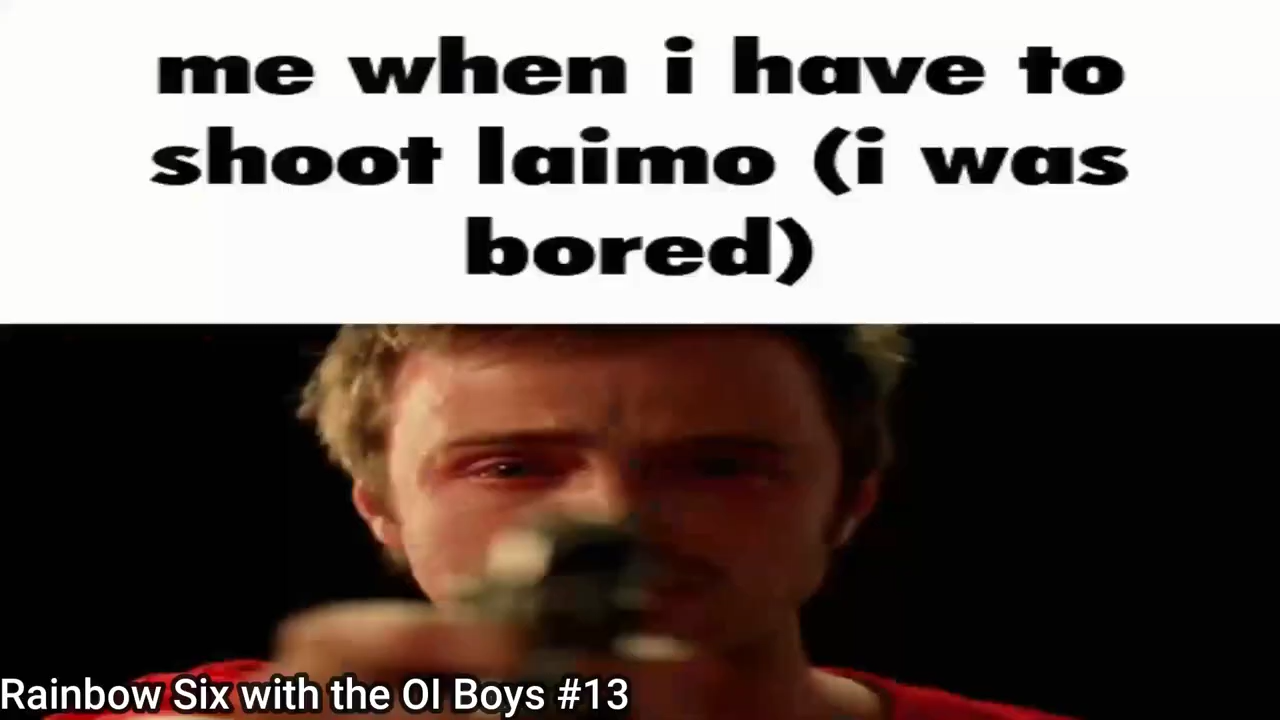 me when i have to
shoot laimo (i was
bored)
Rainbow Six with the Ol Boys #13